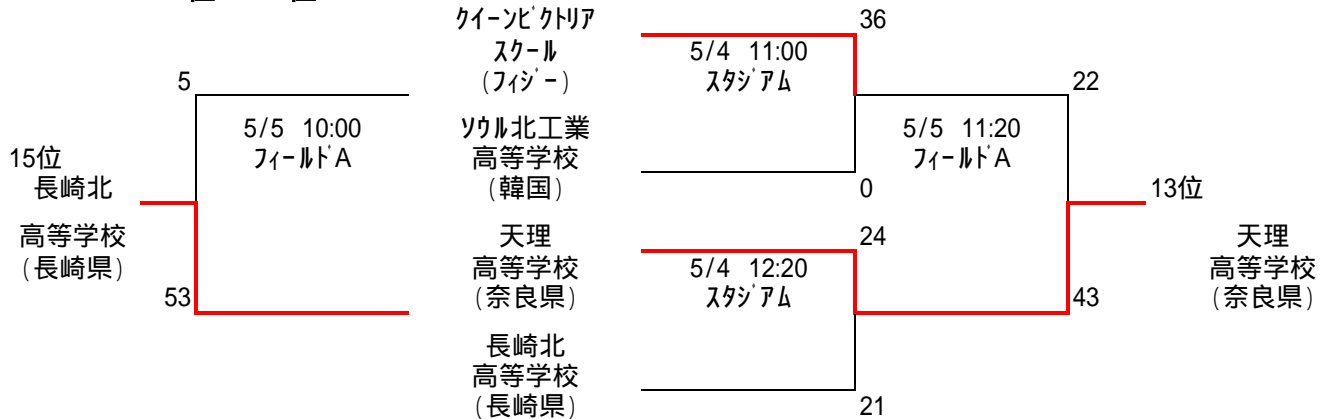 クイーンビクトリア
スクール
(フィジー)
36
5/4 11:00
スタジアム
5
22
5/5 10:00
フィールドA
ソウル北工業
高等学校
(韓国)
5/5 11:20
フィールドA
15位
長崎北
高等学校
(長崎県)
0
13位
天理
高等学校
(奈良県)
24
5/4 12:20
スタジアム
天理
高等学校
(奈良県)
53
43
長崎北
高等学校
(長崎県)
21